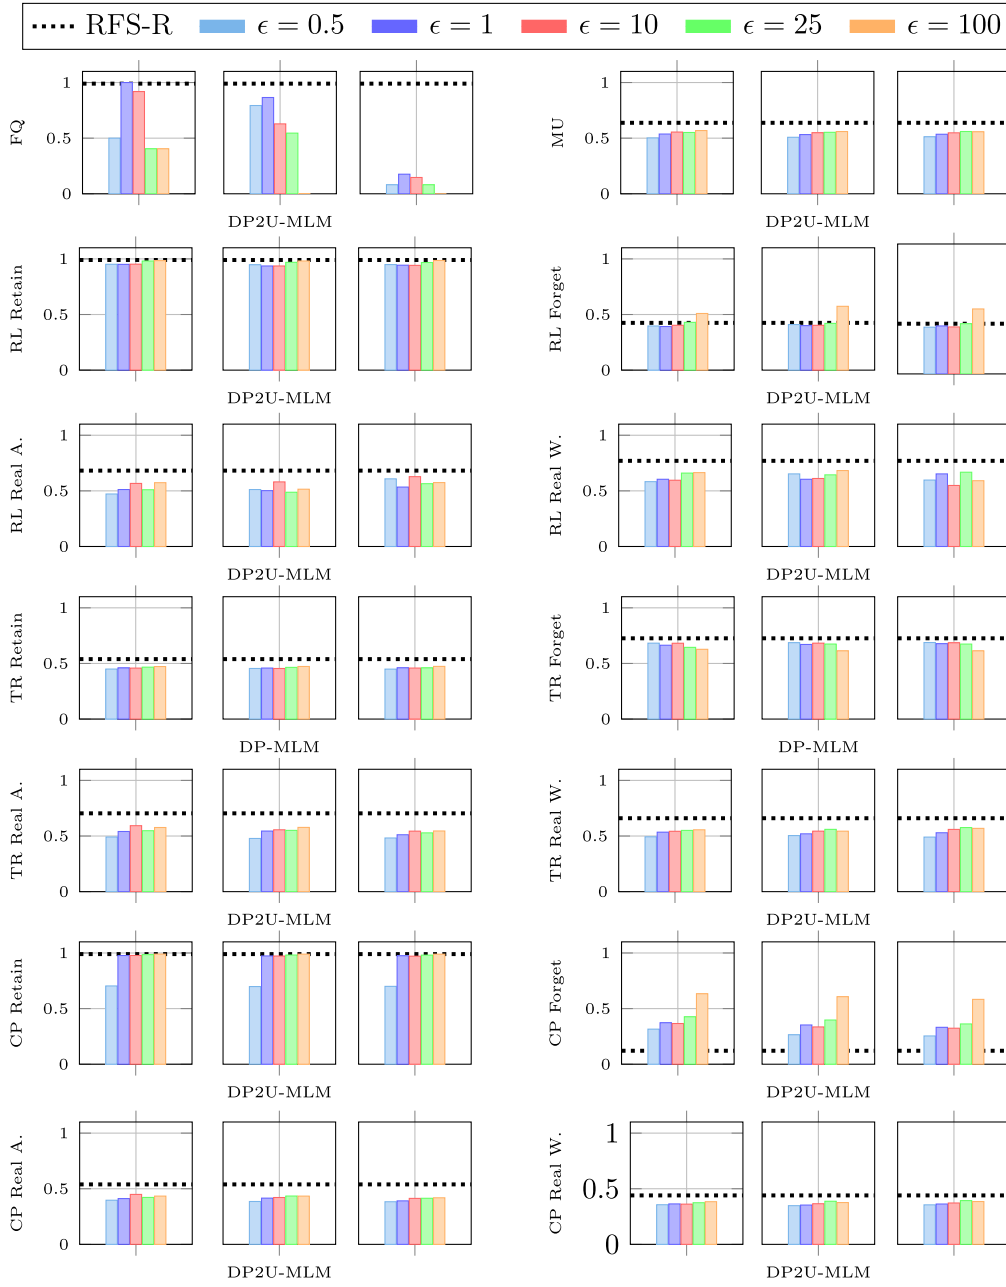 RFS-R ϵ = 0.5 ϵ = 1 ϵ = 10 ϵ = 25 ϵ = 100
FQ
1
0.5
0
DP2U-MLM
MU
1
0.5
0
DP2U-MLM
RL Retain
1
0.5
0
DP2U-MLM
RL Forget
1
0.5
0
DP2U-MLM
RL Real A.
1
0.5
0
DP2U-MLM
RL Real W.
1
0.5
0
DP2U-MLM
TR Retain
1
0.5
0
DP-MLM
TR Forget
1
0.5
0
DP-MLM
TR Real A.
1
0.5
0
DP2U-MLM
TR Real W.
1
0.5
0
DP2U-MLM
CP Retain
1
0.5
0
DP2U-MLM
CP Forget
1
0.5
0
DP2U-MLM
CP Real A.
1
0.5
0
DP2U-MLM
CP Real W.
1
0.5
0
DP2U-MLM